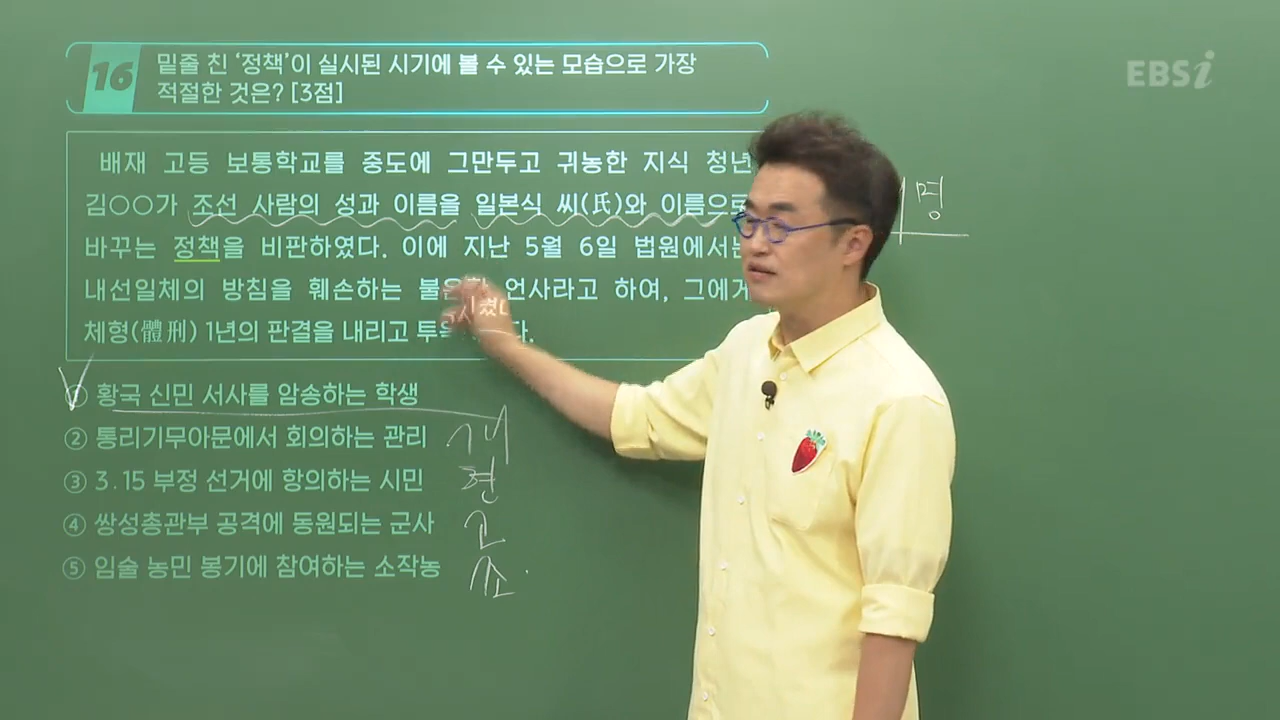 16
밑줄 친 ‘정책’이 실시된 시기에 볼 수 있는 모습으로 가장
적절한 것은? [3점]
EBSi
배재 고등 보통학교를 중도에 그만두고 귀농한 지식 청년
김○○가 조선 사람의 성과 이름을 일본식 씨(氏)와 이름으로
바꾸는 정책을 비판하였다. 이에 지난 5월 6일 법원에서는
내선일체의 방침을 훼손하는 언사라고 하여, 그에게
체형(體刑) 1년의 판결을 내리고
명
① 황국 신민 서사를 암송하는 학생
② 통리기무아문에서 회의하는 관리 개
③ 3.15 부정 선거에 항의하는 시민 현
④ 쌍성총관부 공격에 동원되는 군사 고
⑤ 임술 농민 봉기에 참여하는 소작농